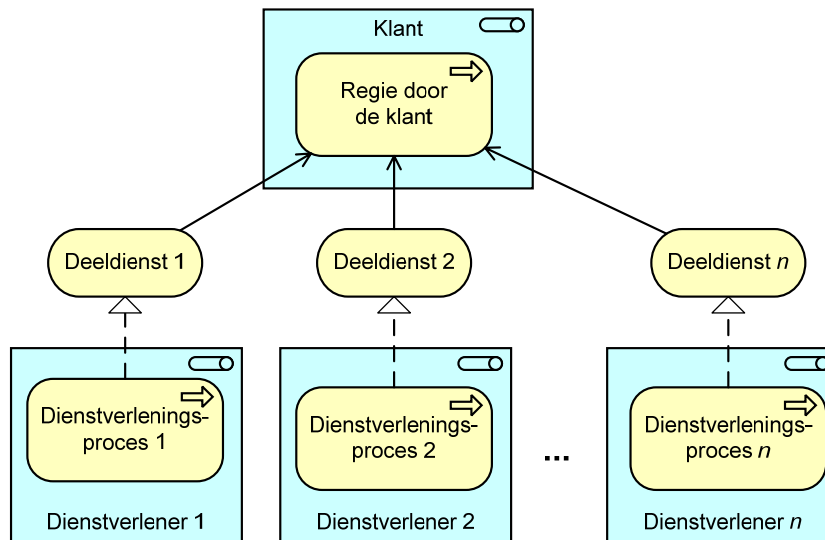 Klant
Regie door
de klant
Deeldienst 1
Deeldienst 2
Deeldienst n
Dienstverlenings-
proces 1
Dienstverlenings-
proces 2
...
Dienstverlenings-
proces n
Dienstverlener 1
Dienstverlener 2
Dienstverlener n